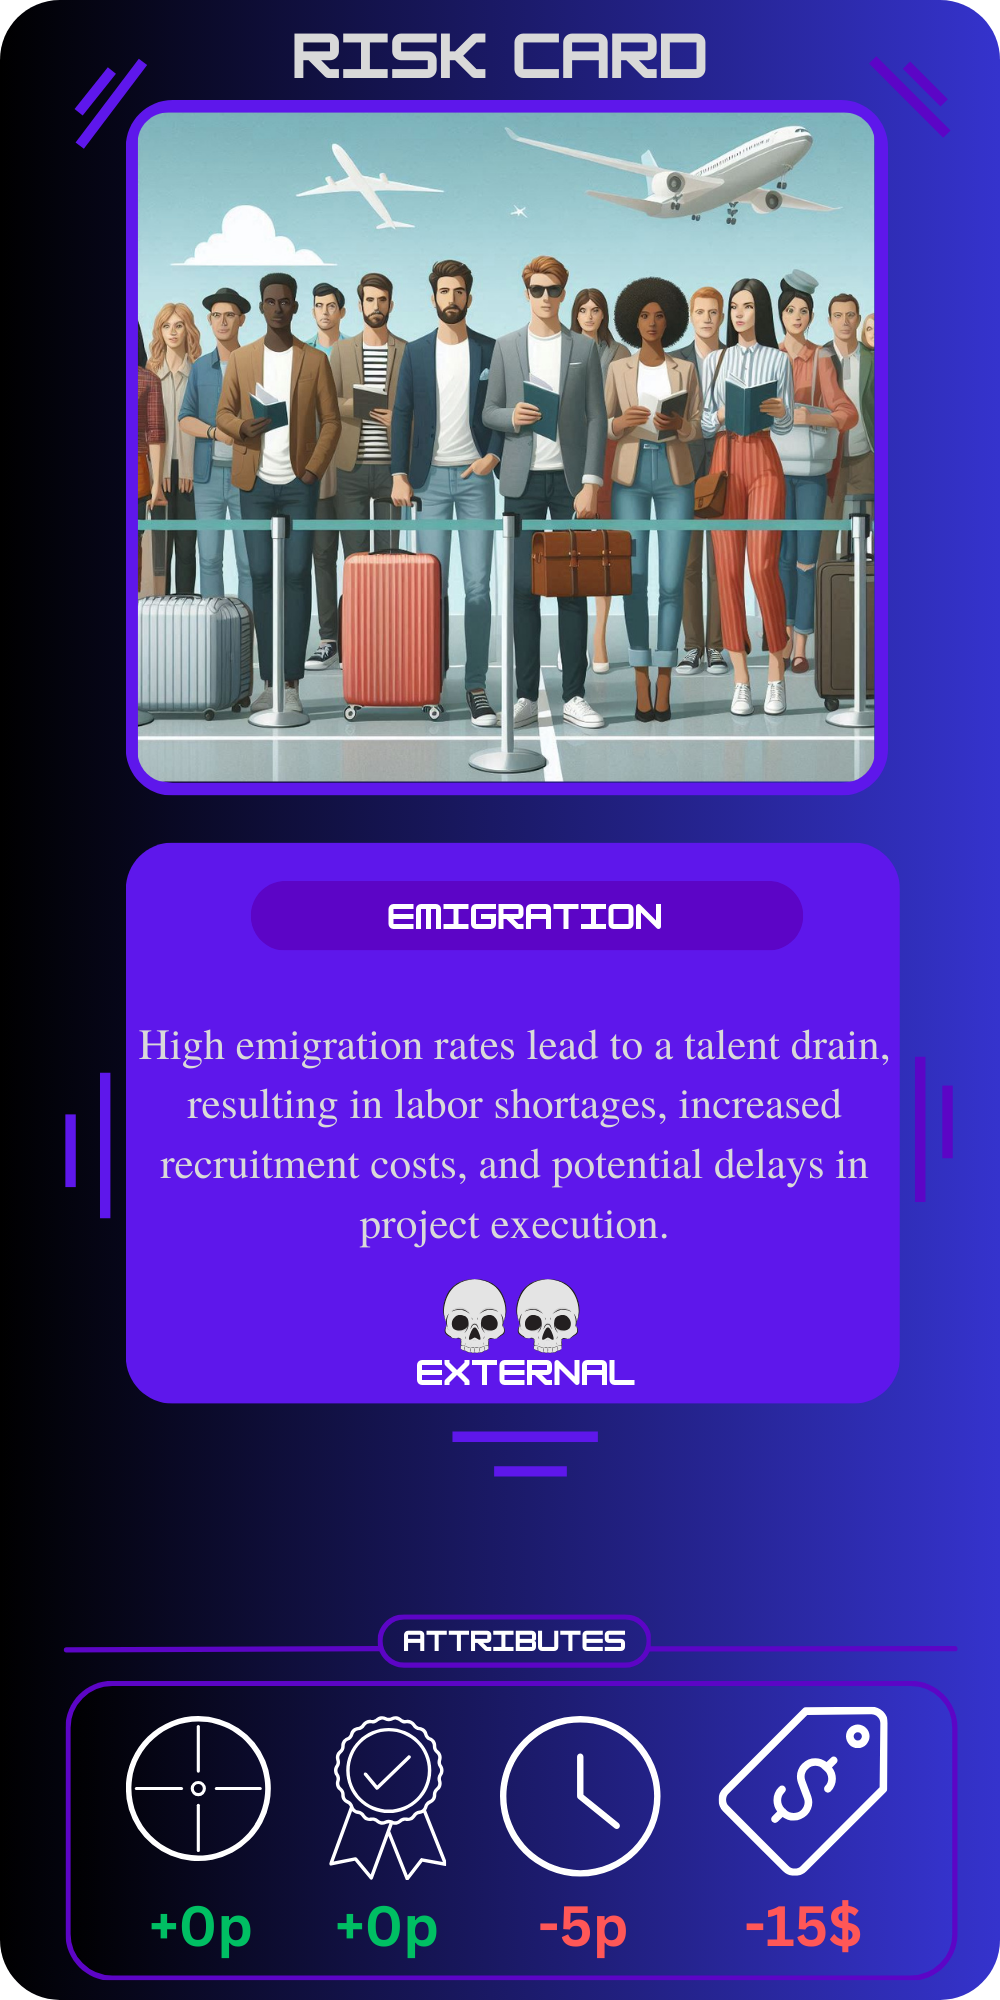 RISK CARD
EMIGRATION
High emigration rates lead to a talent drain,
resulting in labor shortages, increased
recruitment costs, and potential delays in
project execution.
EXTERNAL
ATTRIBUTES
$
+0p +0p -5p -15$